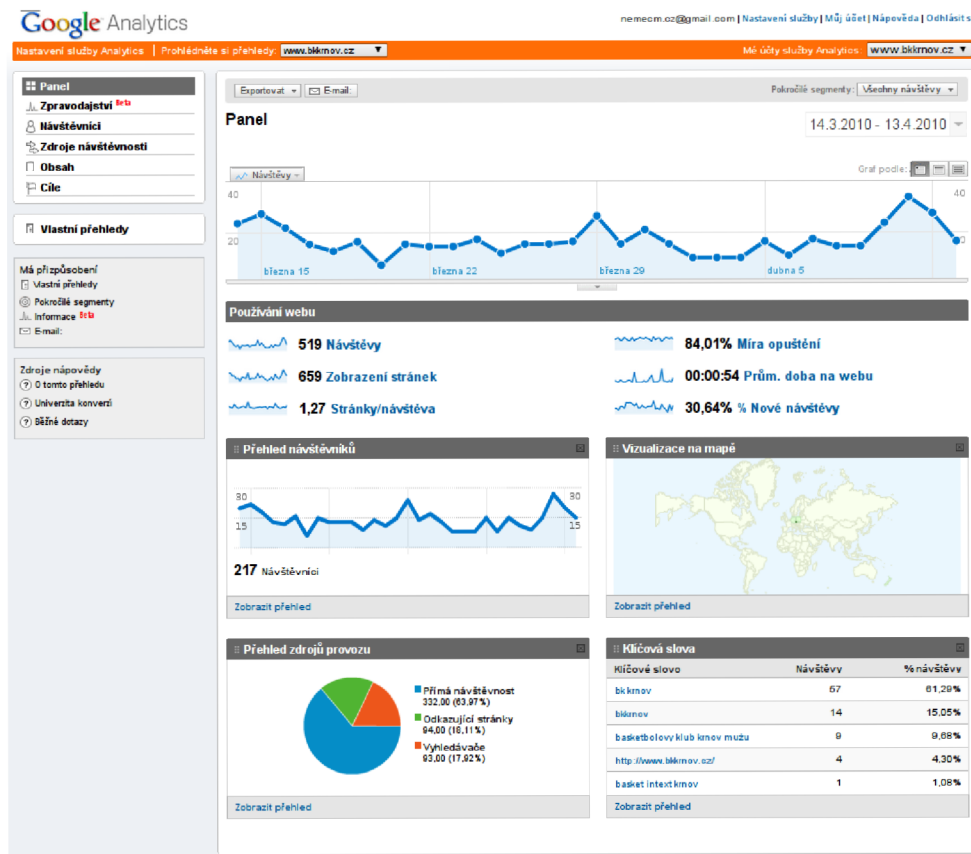 Google Analytics
nemecm.oz@gmail.com | Nastavení služby | Můj účet | Nápověda | Odhlásit s
Nastavení služby Analytics | Prohlédněte si přehledy: www.bkkrnov.cz
Mé účty služby Analytics: www.bkkrnov.cz
Panel
Zpravodajství Beta
Návštěvníci
Zdroje návštěvnosti
Obsah
Cíle
Vlastní přehledy
Má přizpůsobení
Vlastní přehledy
Pokročilé segmenty
Informace Beta
E-mail:
Zdroje nápovědy
O tomto přehledu
Univerzita konverzí
Běžné dotazy
Exportovat
E-mail:
Pokročilé segmenty: Všechny návštěvy
Panel
14.3.2010 - 13.4.2010
Návštěvy
Graf podle:
40
40
20
března 15
března 22
března 29
dubna 5
Používání webu
519 Návštěvy
84,01% Míra opuštění
659 Zobrazení stránek
00:00:54 Prům. doba na webu
1,27 Stránky/návštěva
30,64% % Nové návštěvy
Přehled návštěvníků
30
30
15
15
217 Návštěvníci
Zobrazit přehled
Vizualizace na mapě
Zobrazit přehled
Přehled zdrojů provozu
Přímá návštěvnost
332,00 (63,97%)
Odkazující stránky
94,00 (18,11%)
Vyhledávače
93,00 (17,92%)
Zobrazit přehled
Klíčová slova
Klíčové slovo Návštěvy % návštěvy
bk krnov 57 61,29%
bkkrnov 14 15,05%
basketbolovy klub krnov mužu 9 9,68%
http://www.bkkrnov.cz/ 4 4,30%
basket intext krnov 1 1,08%
Zobrazit přehled